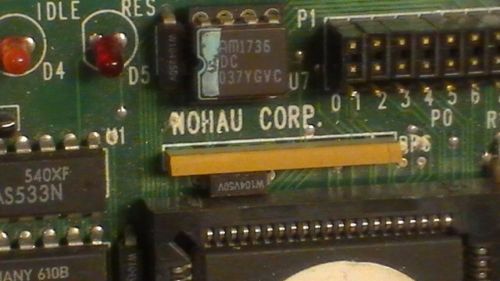 IDLE
RES
P1
D4
D5
AM1736
DC
037YGVC
U7
0 1 2 3 4 5 6
P0
NOHAU CORP.
540XF
AS533N
W104V50V
ANY 610B